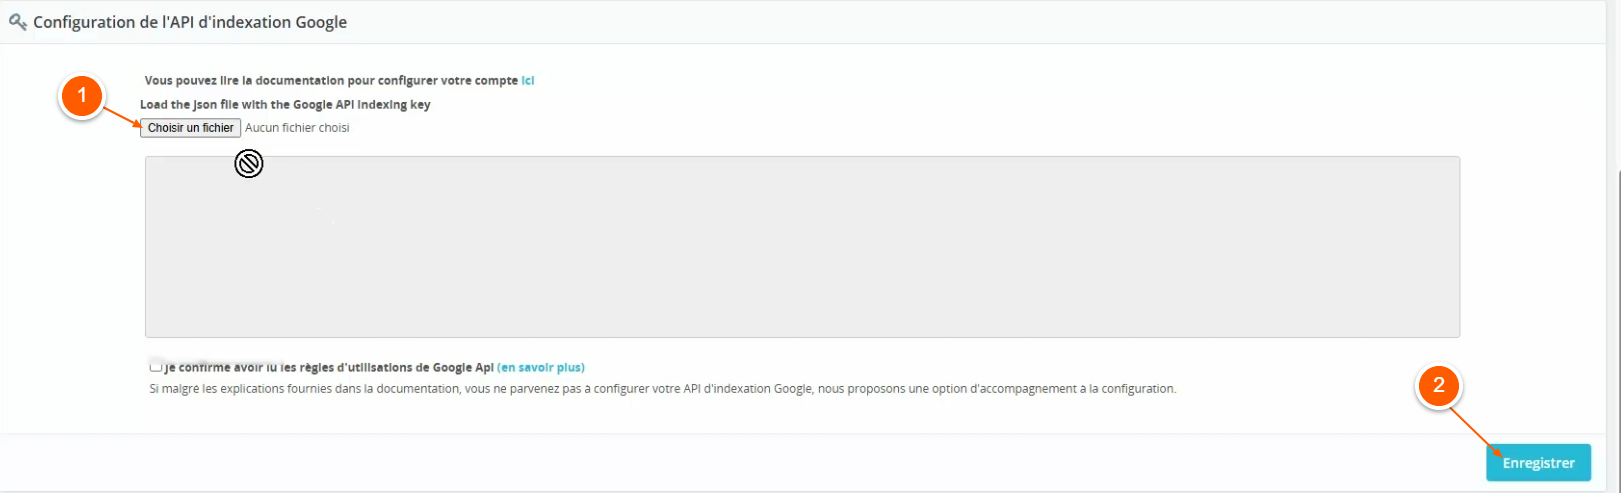 Configuration de l'API d'indexation Google
Vous pouvez lire la documentation pour configurer votre compte ici
1
Load the json file with the Google API Indexing key
Choisir un fichier Aucun fichier choisi
je confirme avoir lu les règles d'utilisations de Google Api (en savoir plus)
Si malgré les explications fournies dans la documentation, vous ne parvenez pas à configurer votre API d'indexation Google, nous proposons une option d'accompagnement à la configuration.
2
Enregistrer